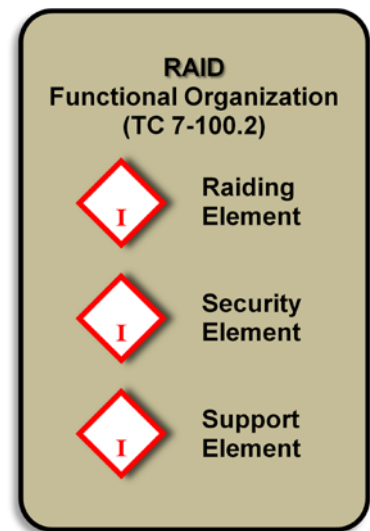 RAID
Functional Organization
(TC 7-100.2)
I
Raiding
Element
I
Security
Element
I
Support
Element